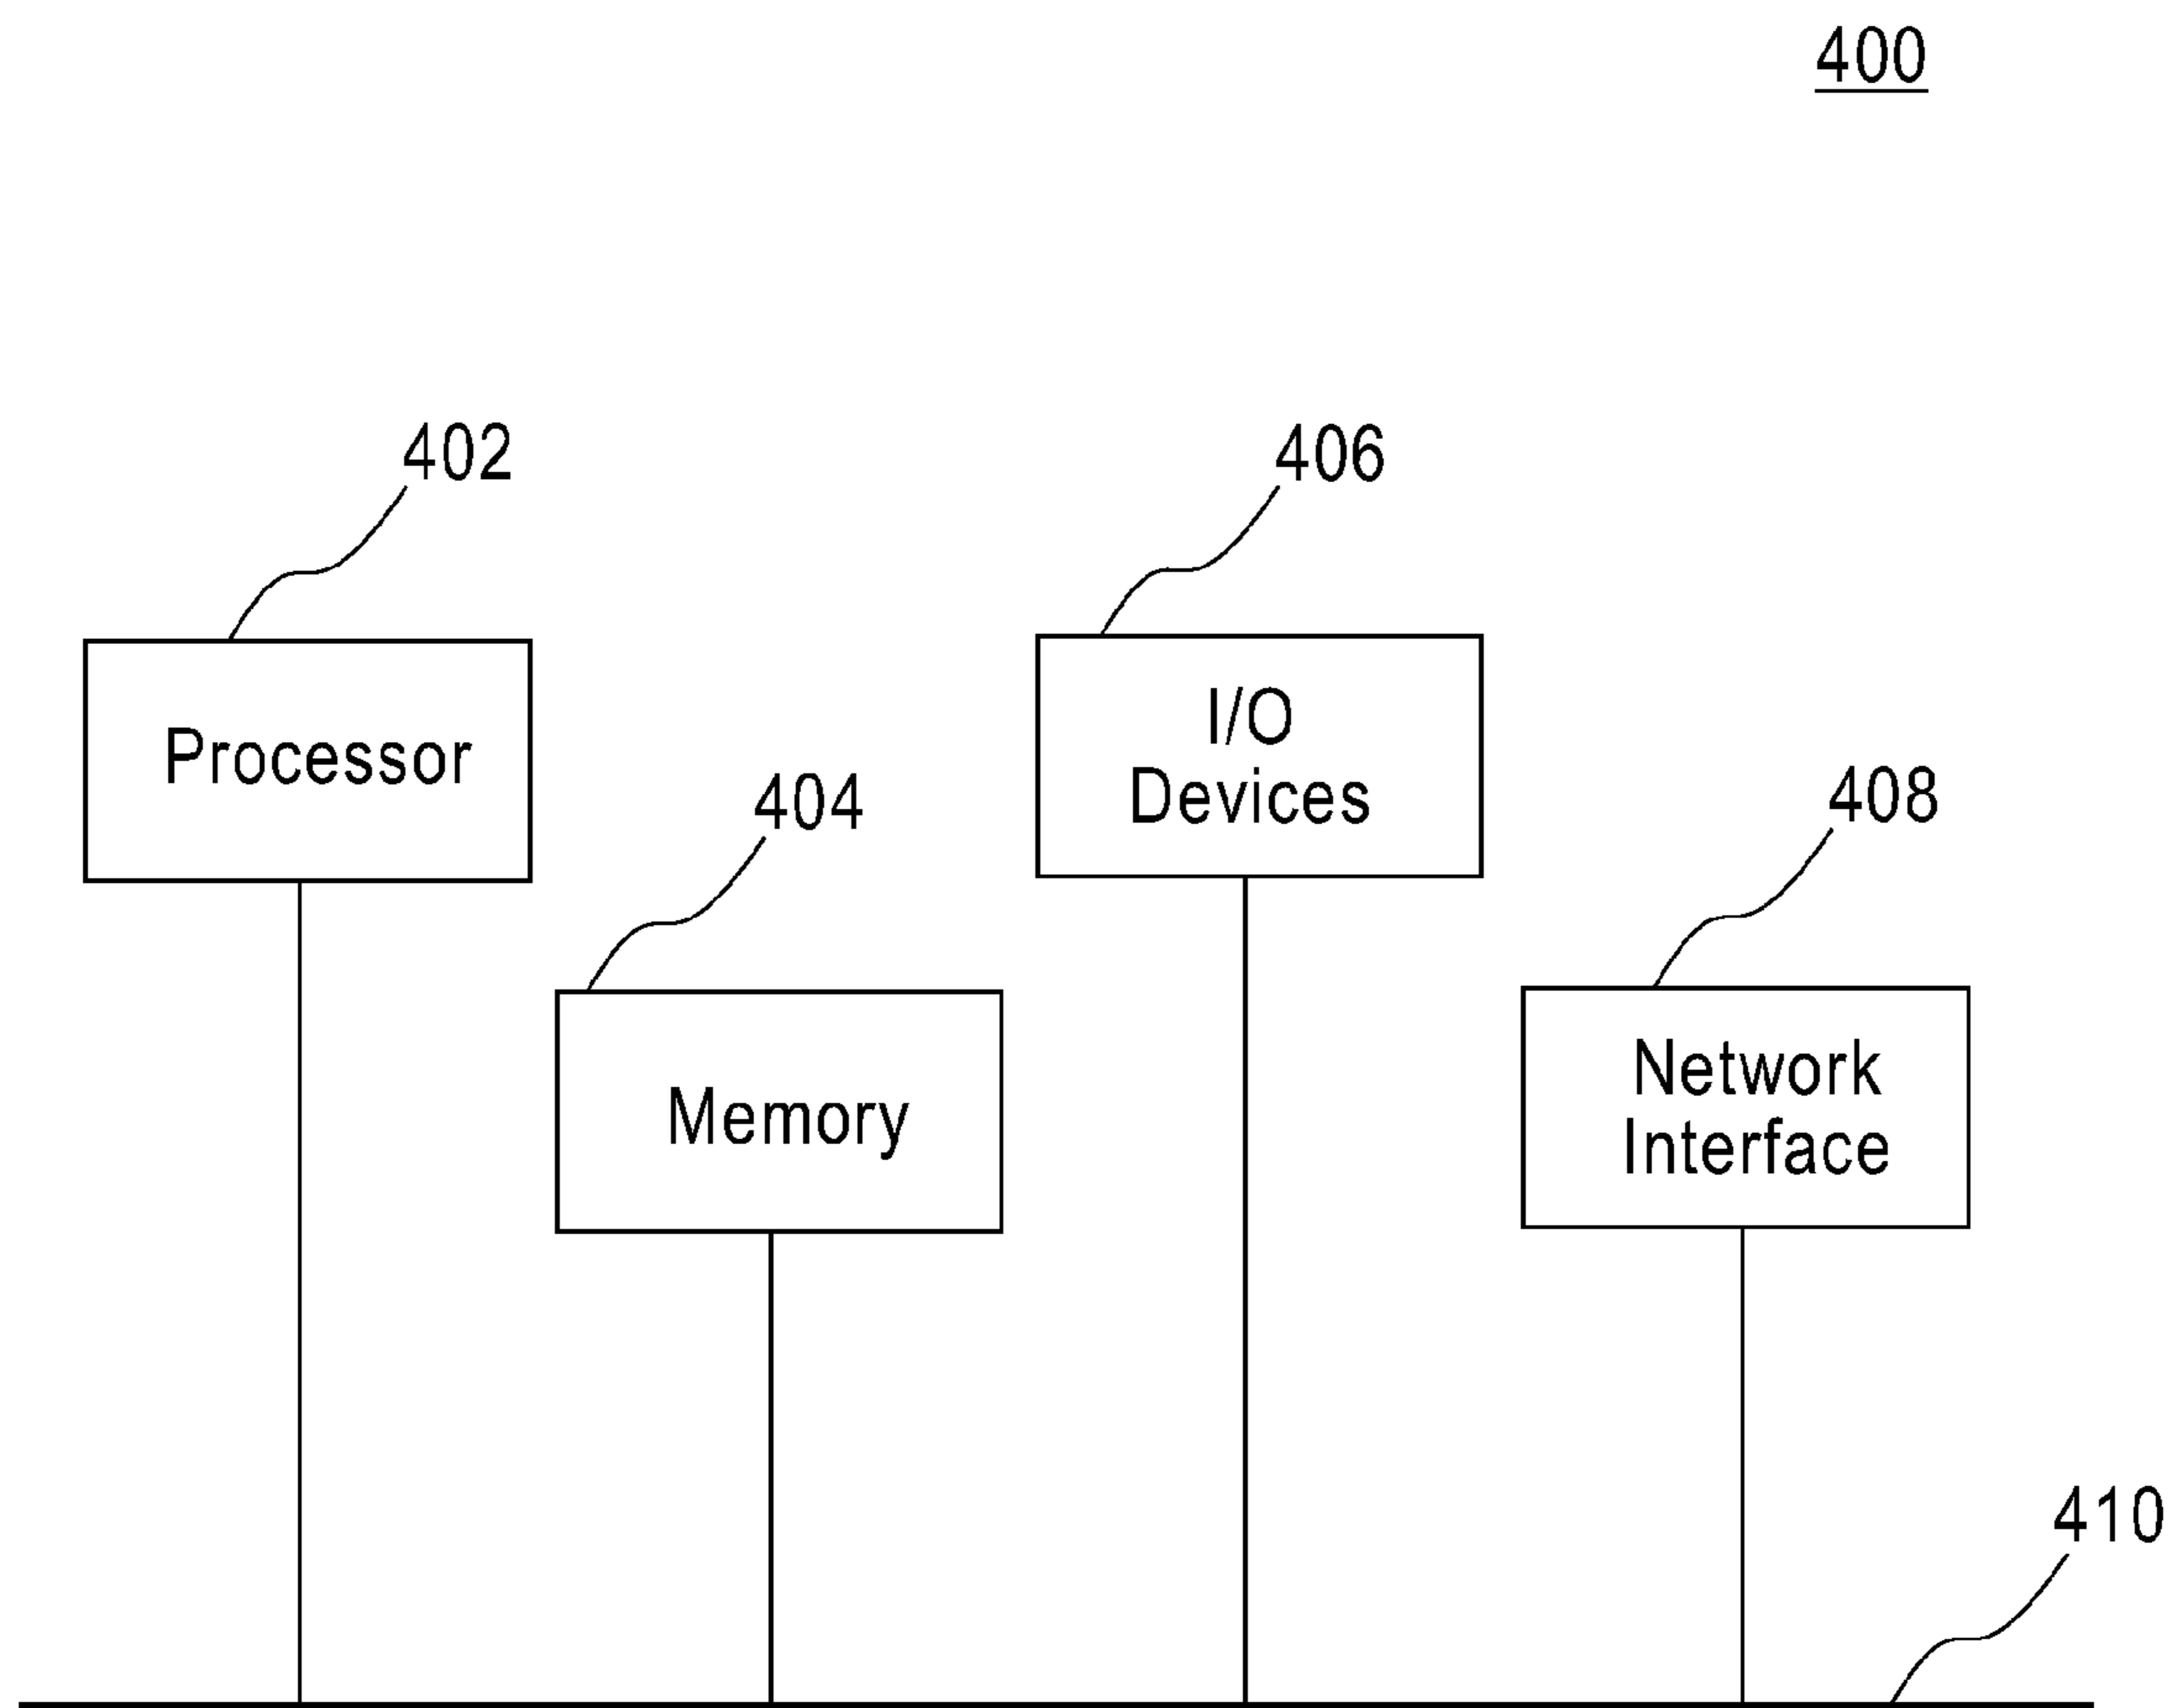 400
402
406
Processor
I/O
Devices
404
408
Memory
Network
Interface
410